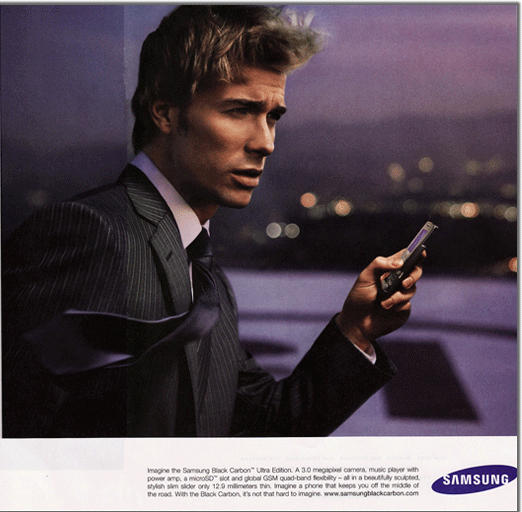 Imagine the Samsung Black Carbon™ Ultra Edition. A 3.0 megapixel camera, music player with
power amp, a microSD™ slot and global GSM quad-band flexibility – all in a beautifully sculpted,
stylish slim slider only 12.9 millimeters thin. Imagine a phone that keeps you off the middle of
the road. With the Black Carbon, it's not that hard to imagine. www.samsungblackcarbon.com
SAMSUNG